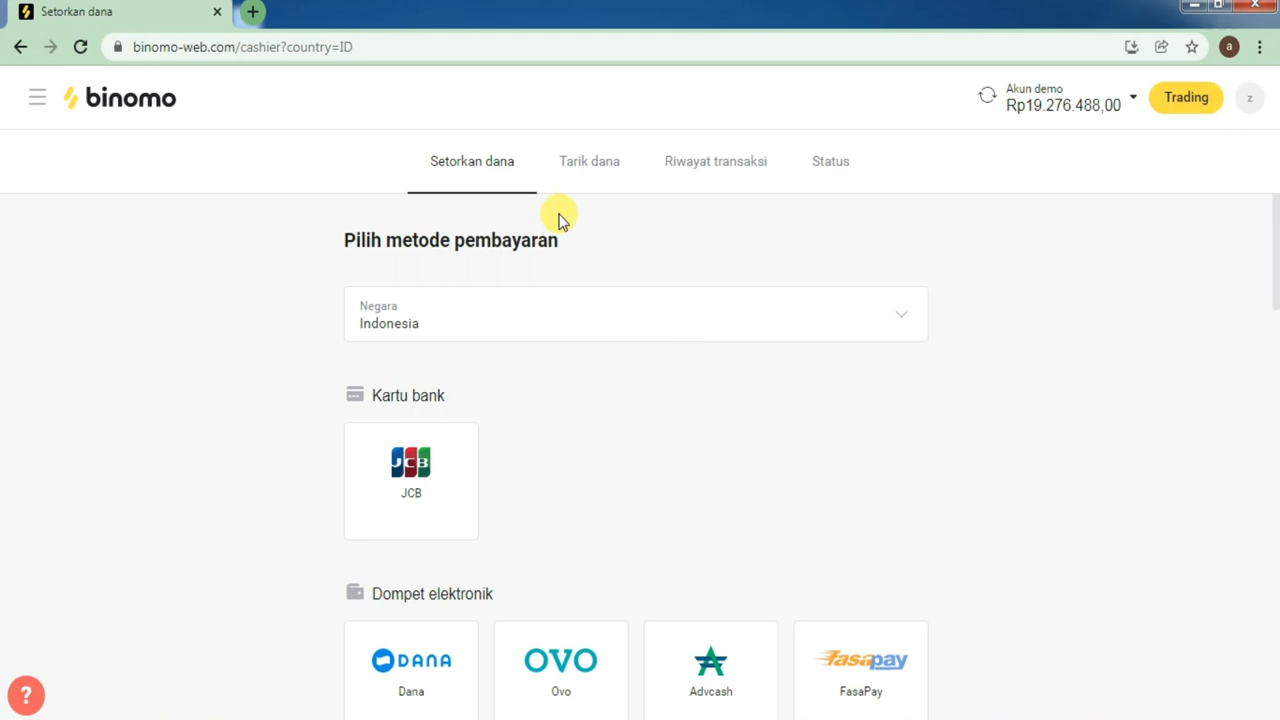 Setorkan dana
binomo-web.com/cashier?country=ID
a
binomo
Akun demo
Rp19.276.488,00
Trading
z
Setorkan dana
Tarik dana
Riwayat transaksi
Status
Pilih metode pembayaran
Negara
Indonesia
Kartu bank
JCB
JCB
Dompet elektronik
DANA
OVO
fasapay
Dana
Ovo
Advcash
FasaPay
?